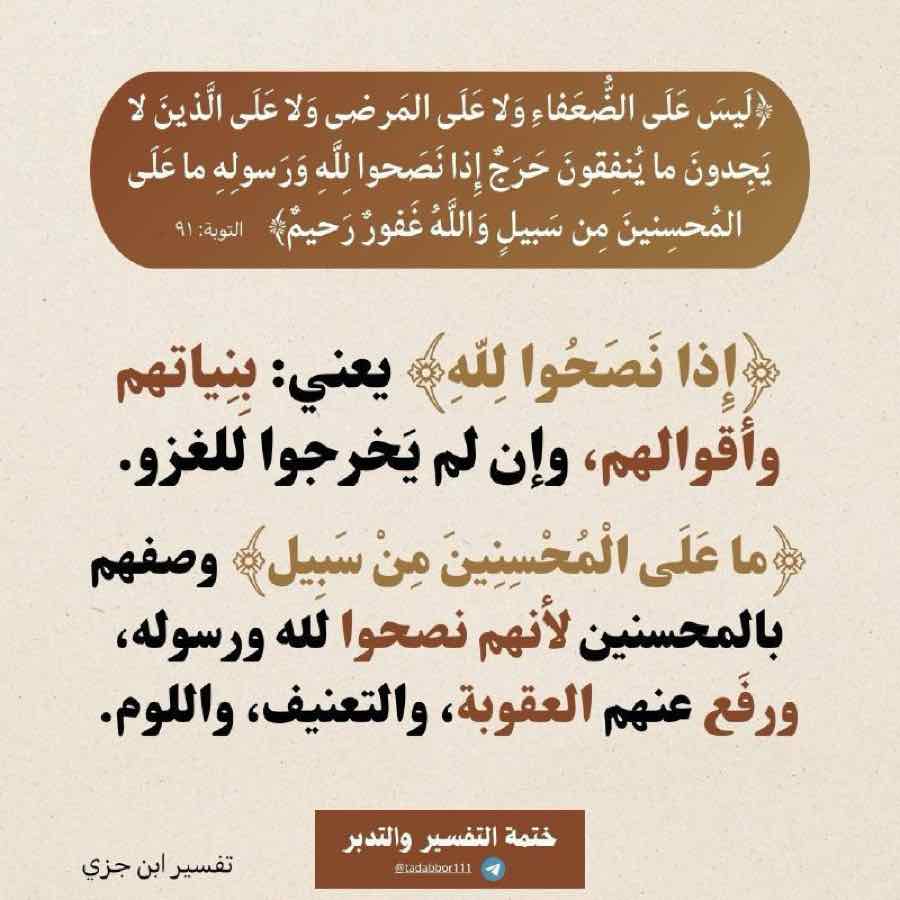 ﴿لَيسَ عَلَى الضُّعَفاءِ وَلا عَلَى المَرضى وَلا عَلَى الَّذينَ لا
يَجِدونَ ما يُنفِقونَ حَرَجٌ إِذا نَصَحوا لِلَّهِ وَرَسولِهِ ما عَلَى
المُحسِنينَ مِن سَبيلٍ وَاللَّهُ غَفورٌ رَحيمٌ﴾ التوبة: ٩١
﴿إِذا نَصَحُوا لِلّهِ﴾ يعني: بِنِياتهم
وأقوالهم، وإن لم يَخرجوا للغزو.
﴿ما عَلَى الْمُحْسِنِينَ مِنْ سَبِيل﴾ وصفهم
بالمحسنين لأنهم نصحوا لله ورسوله،
ورفَع عنهم العقوبة، والتعنيف، واللوم.
ختمة التفسير والتدبر
@tadabbor111
تفسير ابن جزي